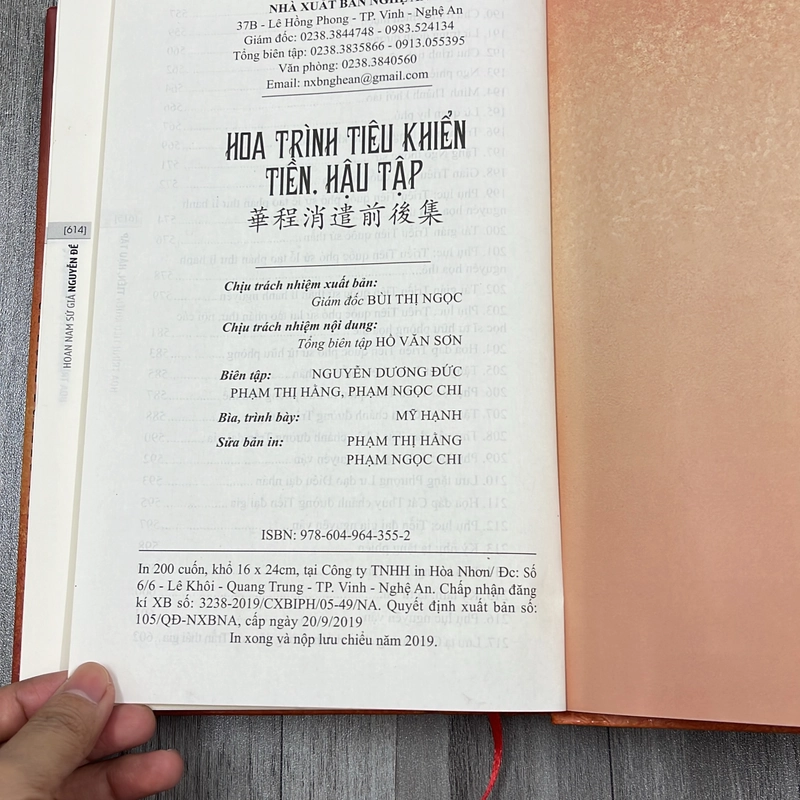 NHÀ XUẤT BẢN NGHỆ AN
37B - Lê Hồng Phong - TP. Vinh - Nghệ An
Giám đốc: 0238.3844748 - 0983.524134
Tổng biên tập: 0238.3835866 - 0913.055395
Văn phòng: 0238.3840560
Email: nxbnghean@gmail.com
HOA TRÌNH TIÊU KHIỂN
TIỀN. HẬU TẬP
華程消遣前後集
Chịu trách nhiệm xuất bản:
Giám đốc BÙI THỊ NGỌC
Chịu trách nhiệm nội dung:
Tổng biên tập HỒ VĂN SƠN
Biên tập: NGUYỄN DƯƠNG ĐỨC
PHẠM THỊ HẰNG, PHẠM NGỌC CHI
Bìa, trình bày: MỸ HẠNH
Sửa bản in: PHẠM THỊ HẰNG
PHẠM NGỌC CHI
ISBN: 978-604-964-355-2
In 200 cuốn, khổ 16 x 24cm, tại Công ty TNHH in Hòa Nhơn/ Đc: Số
6/6 - Lê Khôi - Quang Trung - TP. Vinh - Nghệ An. Chấp nhận đăng
kí XB số: 3238-2019/CXBIPH/05-49/NA. Quyết định xuất bản số:
105/QĐ-NXBNA, cấp ngày 20/9/2019
In xong và nộp lưu chiểu năm 2019.
[614]
HOAN NAM SỨ GIẢ NGUYỄN ĐỀ